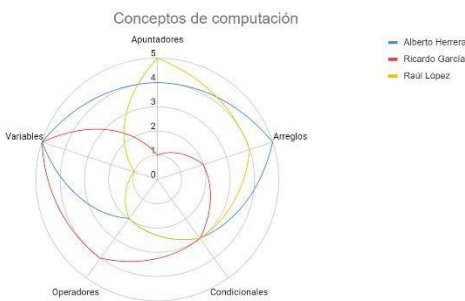 Conceptos de computación
Apuntadores
Alberto Herrera
Ricardo García
Raúl López
5
4
3
2
1
0
Variables
Arreglos
Operadores
Condicionales